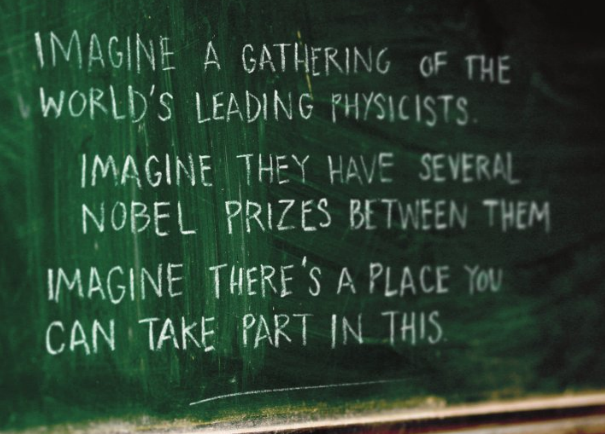 IMAGINE A GATHERING OF THE
WORLD'S LEADING PHYSICISTS.
IMAGINE THEY HAVE SEVERAL
NOBEL PRIZES BETWEEN THEM
IMAGINE THERE'S A PLACE YOU
CAN TAKE PART IN THIS